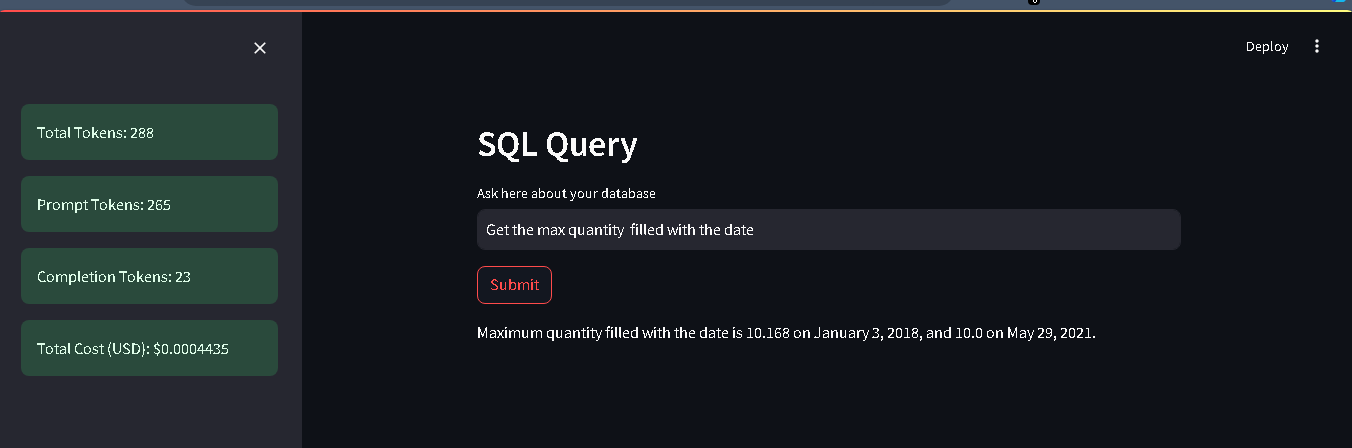 Deploy
Total Tokens: 288
Prompt Tokens: 265
Completion Tokens: 23
Total Cost (USD): $0.0004435
SQL Query
Ask here about your database
Get the max quantity  filled with the date
Submit
Maximum quantity filled with the date is 10.168 on January 3, 2018, and 10.0 on May 29, 2021.